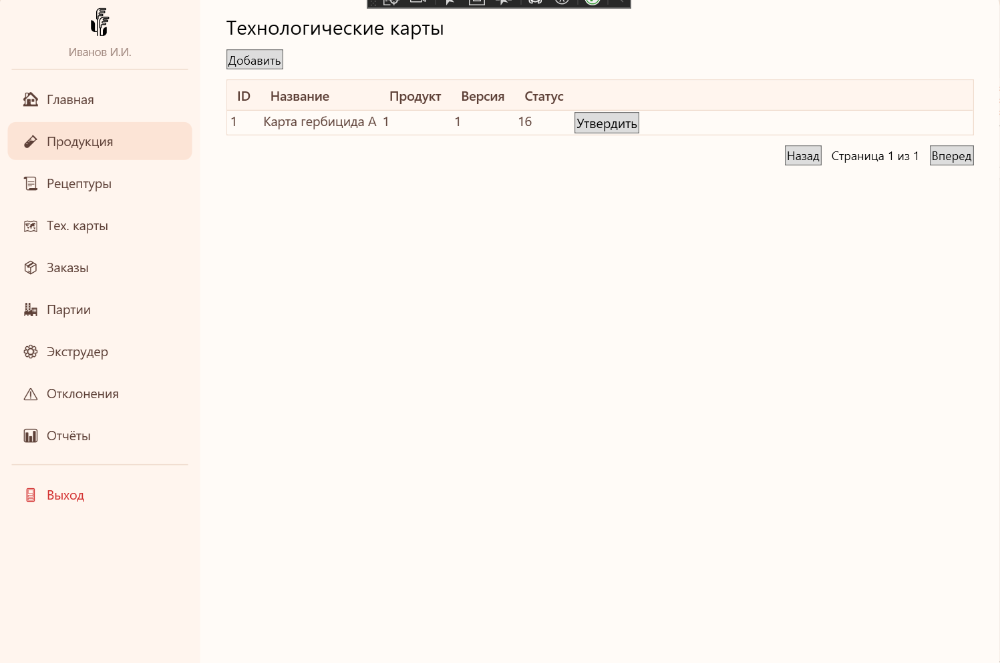 Иванов И.И.
Главная
Продукция
Рецептуры
Тех. карты
Заказы
Партии
Экструдер
Отклонения
Отчёты
Выход
Технологические карты
Добавить
ID Название Продукт Версия Статус
1 Карта гербицида А 1 1 16 Утвердить
Назад Страница 1 из 1 Вперед